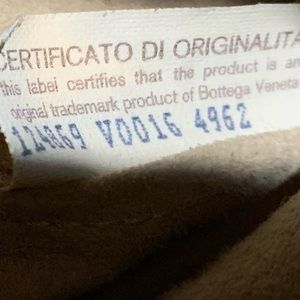 CERTIFICATO DI ORIGINALITA
this label certifies that the product is an
original trademark product of Bottega Veneta
124069 V0016 4962